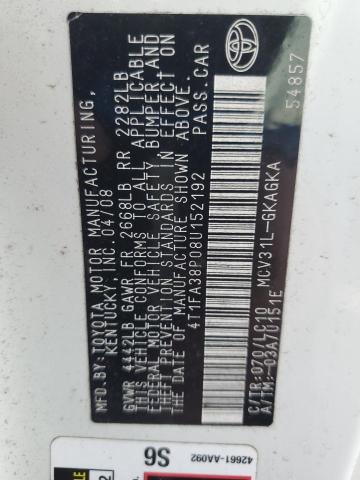 MFD. BY: TOYOTA MOTOR MANUFACTURING,
KENTUCKY, INC. 04/08
GVWR 4442LB GAWR FR 2668LB RR 2282LB
THIS VEHICLE CONFORMS TO ALL APPLICABLE
FEDERAL MOTOR VEHICLE SAFETY, BUMPER, AND
THEFT PREVENTION STANDARDS IN EFFECT ON
THE DATE OF MANUFACTURE SHOWN ABOVE.
4T1FA38P08U152192 PASS.CAR
C/TR:070/LC10 MCV31L-GKAGKA
A/TM:-03A/U151E 54857
TOYOTA
42661-AA092
S6